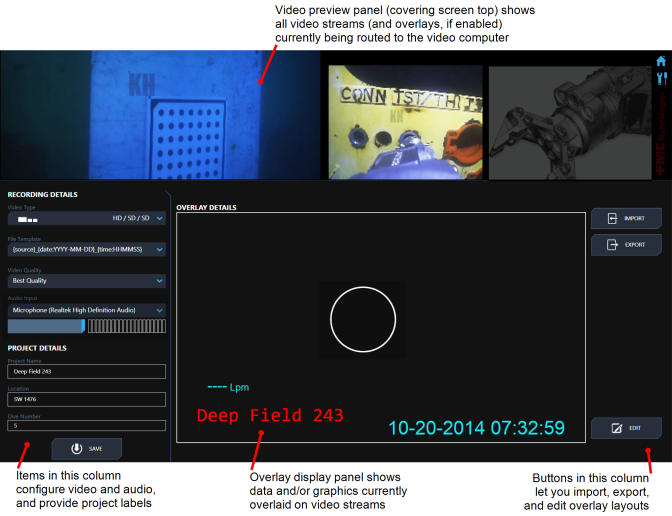 Video preview panel (covering screen top) shows
all video streams (and overlays, if enabled)
currently being routed to the video computer
KH
CONN
KH
RECORDING DETAILS
Video Type
HD / SD / SD
File Template
{source}_{date:YYYY-MM-DD}_{time:HHMMSS}
Video Quality
Best Quality
Audio Input
Microphone (Realtek High Definition Audio)
PROJECT DETAILS
Project Name
Deep Field 243
Location
SW 1476
Dive Number
5
SAVE
OVERLAY DETAILS
---- Lpm
Deep Field 243
10-20-2014 07:32:59
IMPORT
EXPORT
EDIT
Items in this column
configure video and audio,
and provide project labels
Overlay display panel shows
data and/or graphics currently
overlaid on video streams
Buttons in this column
let you import, export,
and edit overlay layouts